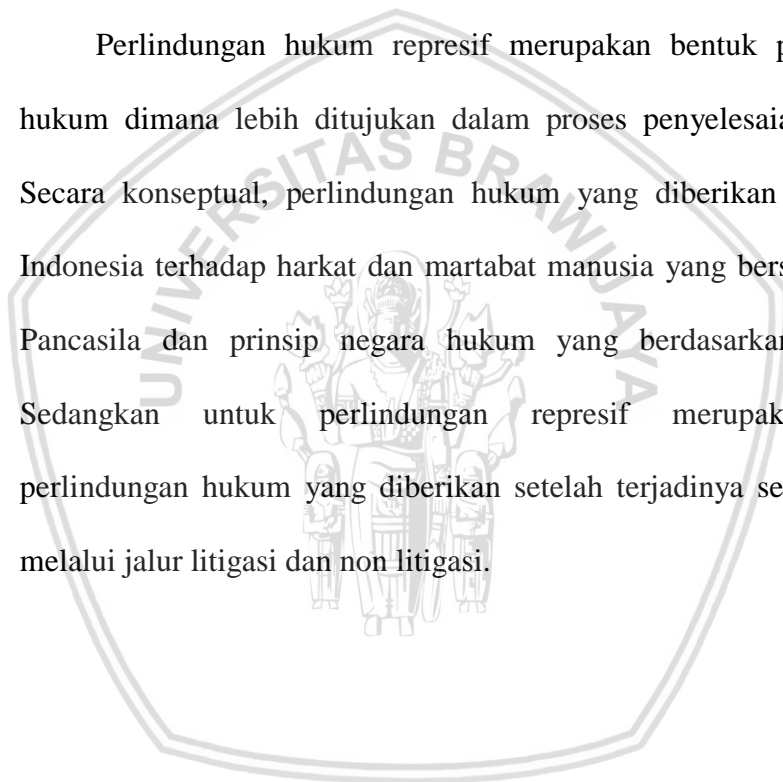 Perlindungan hukum represif merupakan bentuk p
hukum dimana lebih ditujukan dalam proses penyelesaia
Secara konseptual, perlindungan hukum yang diberikan
Indonesia terhadap harkat dan martabat manusia yang bers
Pancasila dan prinsip negara hukum yang berdasarkan
Sedangkan untuk perlindungan represif merupak
perlindungan hukum yang diberikan setelah terjadinya se
melalui jalur litigasi dan non litigasi.
UNIVERSITAS BRAWIJAYA